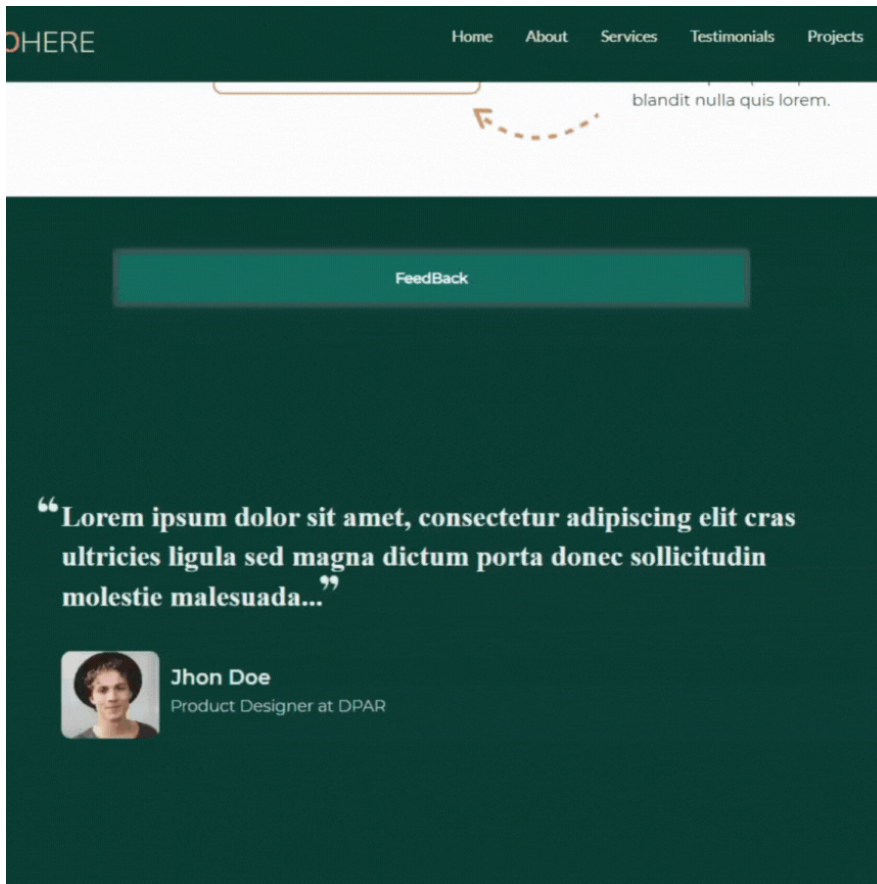 OHERE
Home About Services Testimonials Projects
blandit nulla quis lorem.
FeedBack
“Lorem ipsum dolor sit amet, consectetur adipiscing elit cras
ultricies ligula sed magna dictum porta donec sollicitudin
molestie malesuada...”
Jhon Doe
Product Designer at DPAR